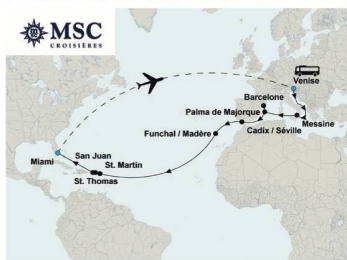 MSC
CROISIÈRES
Venise
Barcelone
Palma de Majorque
Messine
Cadix / Séville
Funchal / Madère
San Juan
Miami
St. Martin
St. Thomas